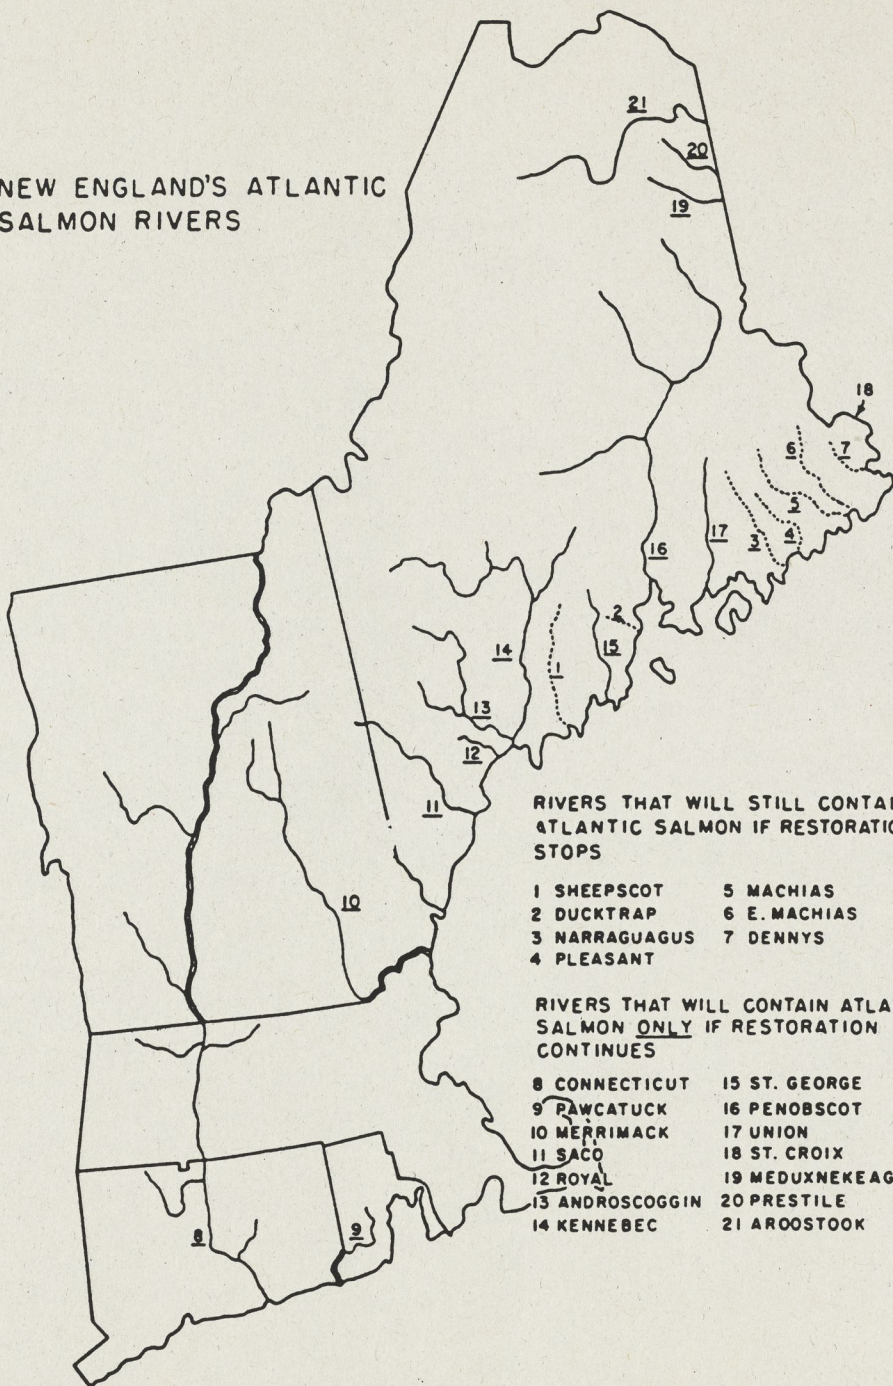 NEW ENGLAND'S ATLANTIC
SALMON RIVERS
21
20
19
18
6
7
5
17
3
4
16
2
14
15
1
13
12
11
10
RIVERS THAT WILL STILL CONTAI
ATLANTIC SALMON IF RESTORATIO
STOPS
1 SHEEPSCOT 5 MACHIAS
2 DUCKTRAP 6 E. MACHIAS
3 NARRAGUAGUS 7 DENNYS
4 PLEASANT
RIVERS THAT WILL CONTAIN ATLA
SALMON ONLY IF RESTORATION
CONTINUES
8 CONNECTICUT 15 ST. GEORGE
9 PAWCATUCK 16 PENOBSCOT
10 MERRIMACK 17 UNION
11 SACO 18 ST. CROIX
12 ROYAL 19 MEDUXNEKEAG
13 ANDROSCOGGIN 20 PRESTILE
14 KENNEBEC 21 AROOSTOOK
8
9